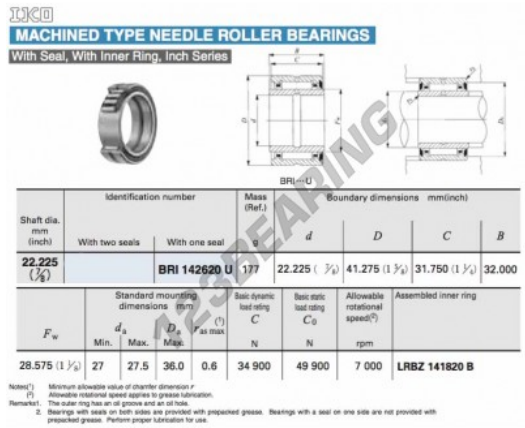 IKO
MACHINED TYPE NEEDLE ROLLER BEARINGS
With Seal, With Inner Ring, Inch Series
B
C
D
d
Fw
BRI…U
123BEARING
Shaft dia.
mm
(inch)
Identification number
With two seals
With one seal
Mass
(Ref.)
g
Boundary dimensions mm(inch)
d
D
C
B
22.225
(7/8)
BRI 142620 U
177
22.225 ( 7/8)
41.275 (1 5/8)
31.750 (1 1/4)
32.000
Fw
Standard mounting
dimensions mm
da
Min.
Max.
Da
Max.
(1)
ras max
Basic dynamic
load rating
C
N
Basic static
load rating
C0
N
Allowable
rotational
speed(2)
rpm
Assembled inner ring
28.575 (1 1/8)
27
27.5
36.0
0.6
34 900
49 900
7 000
LRBZ 141820 B
Notes(1) Minimum allowable value of chamfer dimension r
(2) Allowable rotational speed applies to grease lubrication.
Remarks1. The outer ring has an oil groove and an oil hole.
2. Bearings with seals on both sides are provided with prepacked grease. Bearings with a seal on one side are not provided with
prepacked grease. Perform proper lubrication for use.